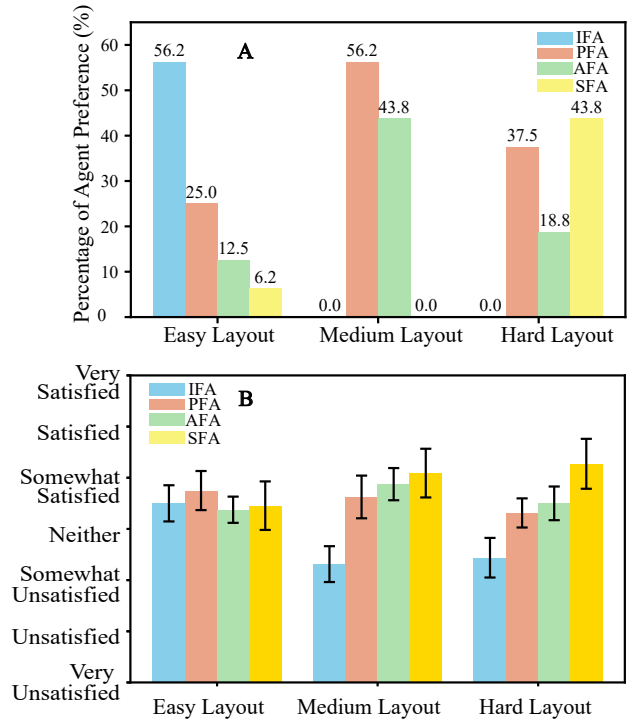 Percentage of Agent Preference (%)
60
50
40
30
20
10
0
A
IFA
PFA
AFA
SFA
56.2
25.0
12.5
6.2
0.0
56.2
43.8
0.0
0.0
37.5
18.8
43.8
Easy Layout
Medium Layout
Hard Layout
B
IFA
PFA
AFA
SFA
Very
Satisfied
Satisfied
Somewhat
Satisfied
Neither
Somewhat
Unsatisfied
Unsatisfied
Very
Unsatisfied
Easy Layout
Medium Layout
Hard Layout